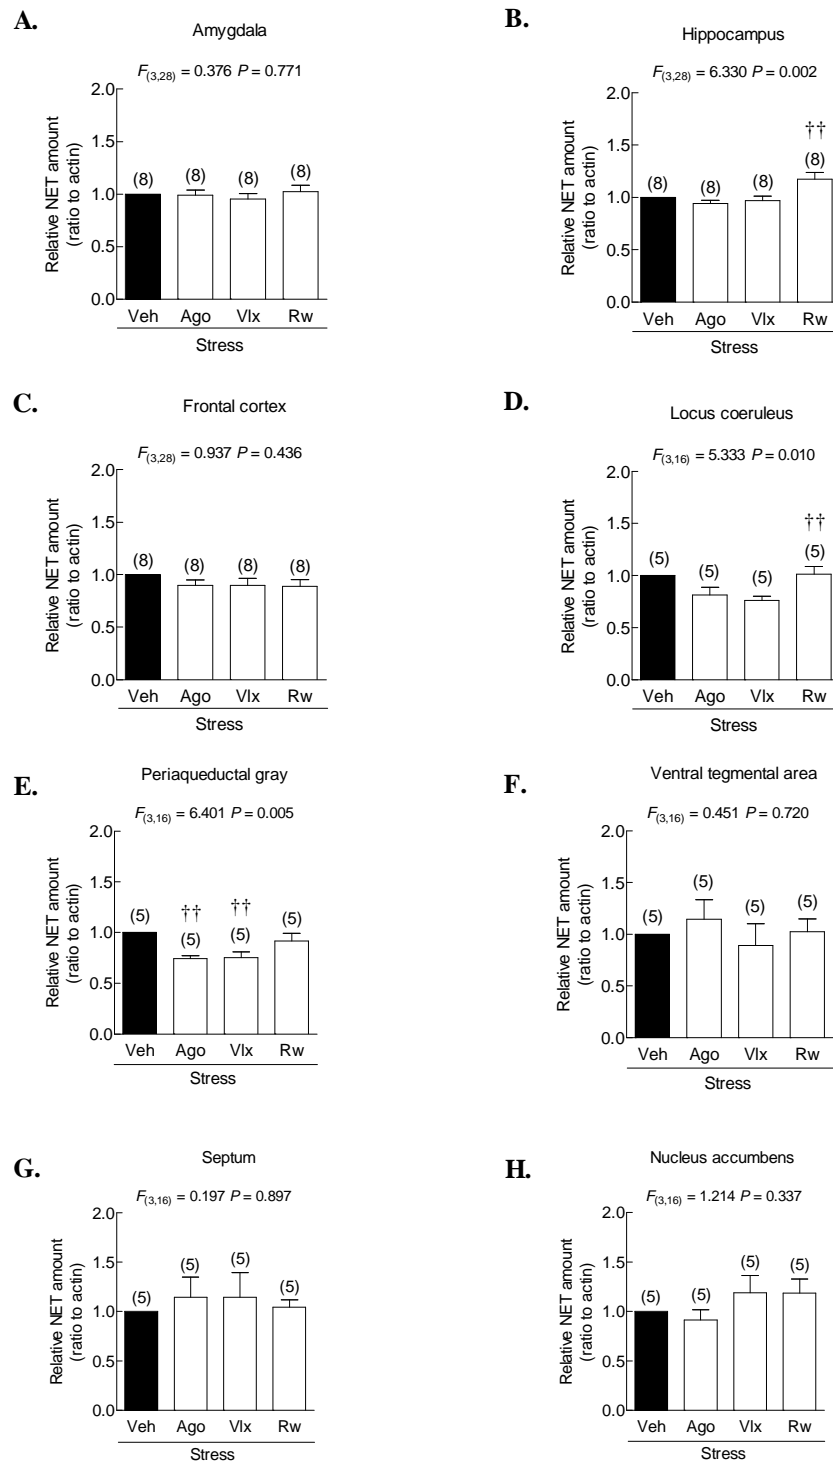 A.
Amygdala
F(3,28) = 0.376 P = 0.771
Relative NET amount
(ratio to actin)
2.0
1.5
1.0
0.5
0.0
(8)
(8)
(8)
(8)
Veh Ago Vlx Rw
Stress
B.
Hippocampus
F(3,28) = 6.330 P = 0.002
Relative NET amount
(ratio to actin)
2.0
1.5
1.0
0.5
0.0
(8)
(8)
(8)
††
(8)
Veh Ago Vlx Rw
Stress
C.
Frontal cortex
F(3,28) = 0.937 P = 0.436
Relative NET amount
(ratio to actin)
2.0
1.5
1.0
0.5
0.0
(8)
(8)
(8)
(8)
Veh Ago Vlx Rw
Stress
D.
Locus coeruleus
F(3,16) = 5.333 P = 0.010
Relative NET amount
(ratio to actin)
2.0
1.5
1.0
0.5
0.0
(5)
(5)
(5)
††
(5)
Veh Ago Vlx Rw
Stress
E.
Periaqueductal gray
F(3,16) = 6.401 P = 0.005
Relative NET amount
(ratio to actin)
2.0
1.5
1.0
0.5
0.0
(5)
††
(5)
††
(5)
(5)
Veh Ago Vlx Rw
Stress
F.
Ventral tegmental area
F(3,16) = 0.451 P = 0.720
Relative NET amount
(ratio to actin)
2.0
1.5
1.0
0.5
0.0
(5)
(5)
(5)
(5)
Veh Ago Vlx Rw
Stress
G.
Septum
F(3,16) = 0.197 P = 0.897
Relative NET amount
(ratio to actin)
2.0
1.5
1.0
0.5
0.0
(5)
(5)
(5)
(5)
Veh Ago Vlx Rw
Stress
H.
Nucleus accumbens
F(3,16) = 1.214 P = 0.337
Relative NET amount
(ratio to actin)
2.0
1.5
1.0
0.5
0.0
(5)
(5)
(5)
(5)
Veh Ago Vlx Rw
Stress